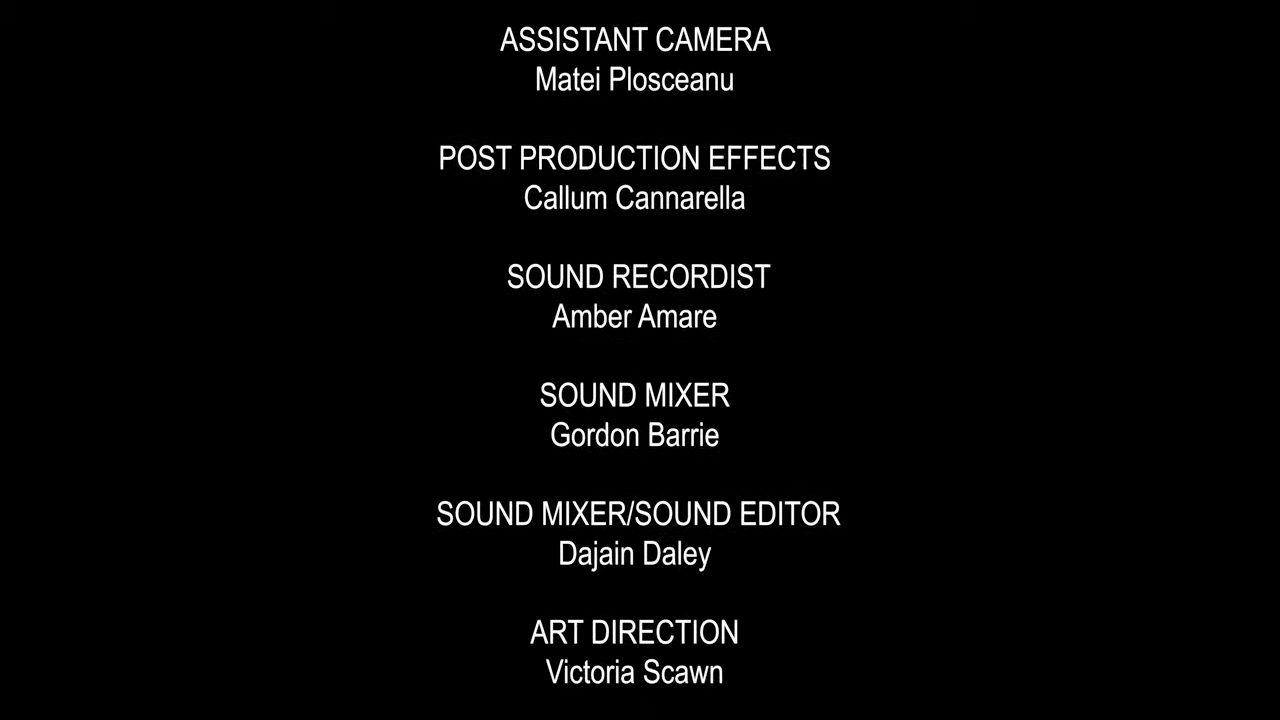 ASSISTANT CAMERA
Matei Plosceanu
POST PRODUCTION EFFECTS
Callum Cannarella
SOUND RECORDIST
Amber Amare
SOUND MIXER
Gordon Barrie
SOUND MIXER/SOUND EDITOR
Dajain Daley
ART DIRECTION
Victoria Scawn